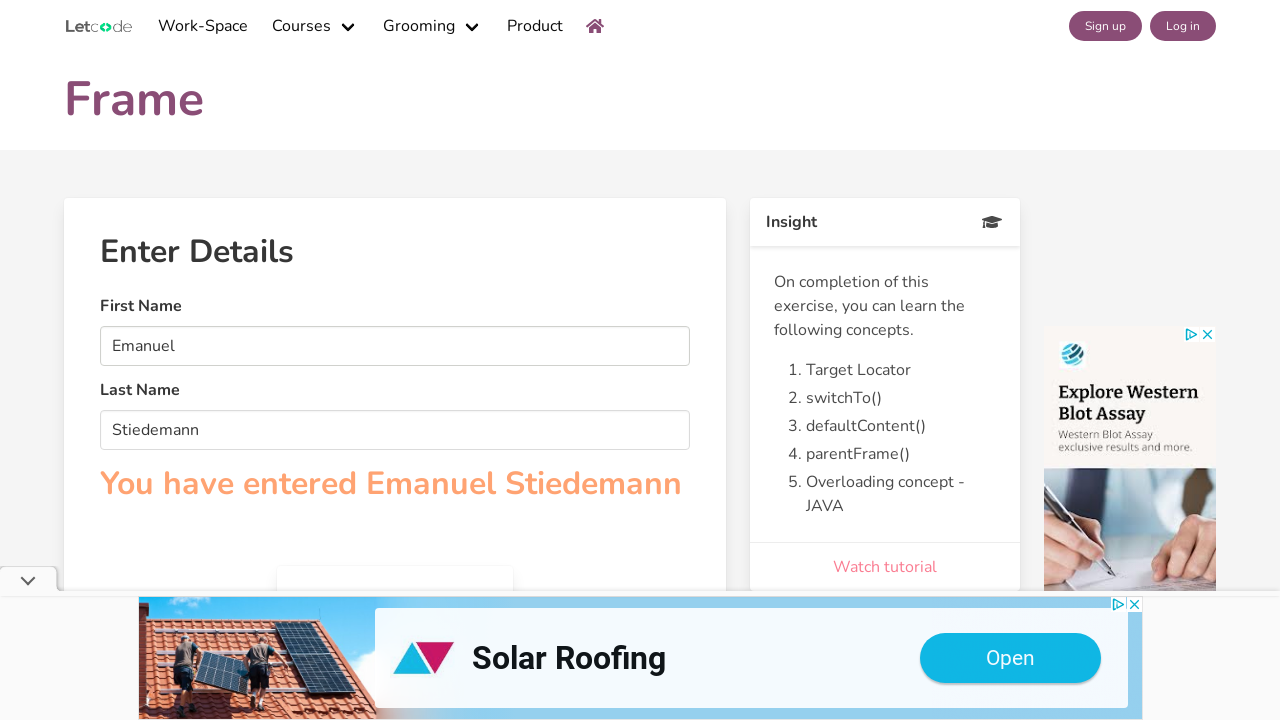 Letcode Work-Space Courses Grooming Product Sign up Log in
Frame
Enter Details
First Name
Emanuel
Last Name
Stiedemann
You have entered Emanuel Stiedemann
Insight
On completion of this
exercise, you can learn the
following concepts.
1. Target Locator
2. switchTo()
3. defaultContent()
4. parentFrame()
5. Overloading concept -
JAVA
Watch tutorial
Explore Western
Blot Assay
Western Blot Assay
exclusive results and more.
Solar Roofing
Open